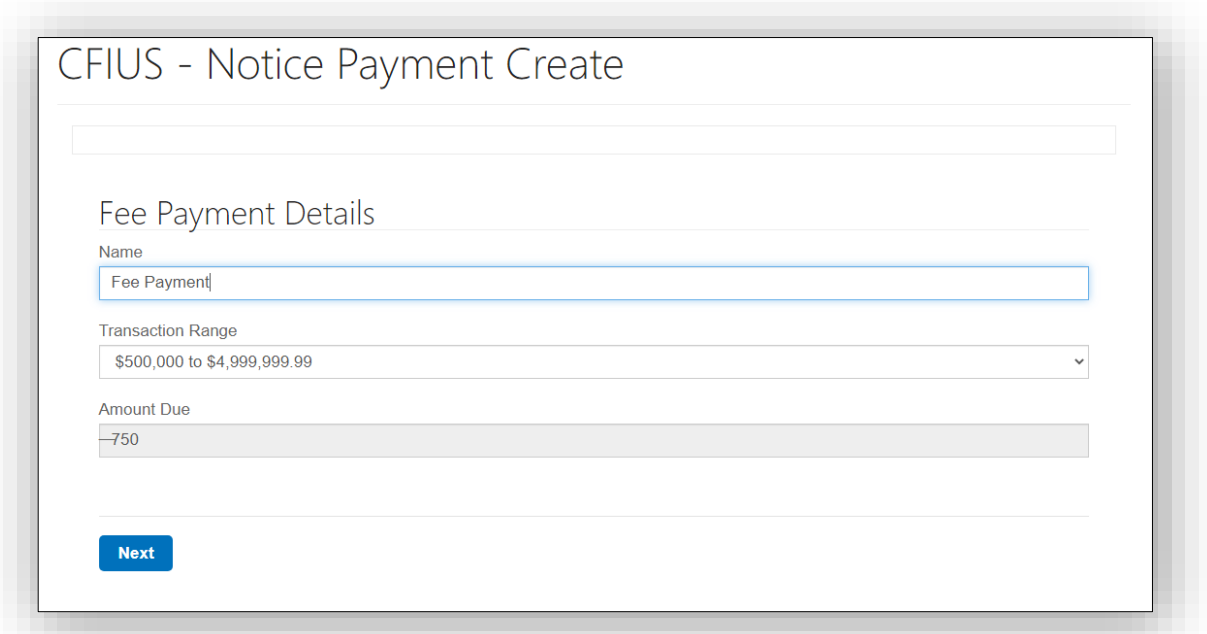 CFIUS - Notice Payment Create
Fee Payment Details
Name
Fee Payment
Transaction Range
$500,000 to $4,999,999.99
Amount Due
750
Next